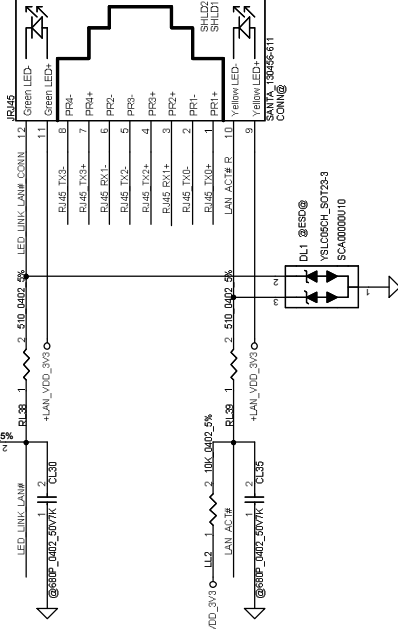 JRJ45
Green LED-
Green LED+
PR4-
PR4+
PR2-
PR3-
PR3+
PR2+
PR1-
PR1+
SHLD2
SHLD1
Yellow LED-
Yellow LED+
SANTA_130456-611
CONN@
12
11
8
7
6
5
4
3
2
1
10
9
LED_LINK_LAN#_CONN
RJ45_TX3-
RJ45_TX3+
RJ45_RX1-
RJ45_TX2-
RJ45_TX2+
RJ45_RX1+
RJ45_TX0-
RJ45_TX0+
LAN_ACT#_R
DL1 @ESD@
YSLC05CH_SOT23-3
SCA00000U10
2
3
1
RL38
1
2
510_0402_5%
+LAN_VDD_3V3
RL39
1
2
510_0402_5%
+LAN_VDD_3V3
5%
2
LED_LINK_LAN#
CL30
1
2
@680P_0402_50V7K
VDD_3V3
LL2
1
2
10K_0402_5%
LAN_ACT#
CL35
1
2
@680P_0402_50V7K